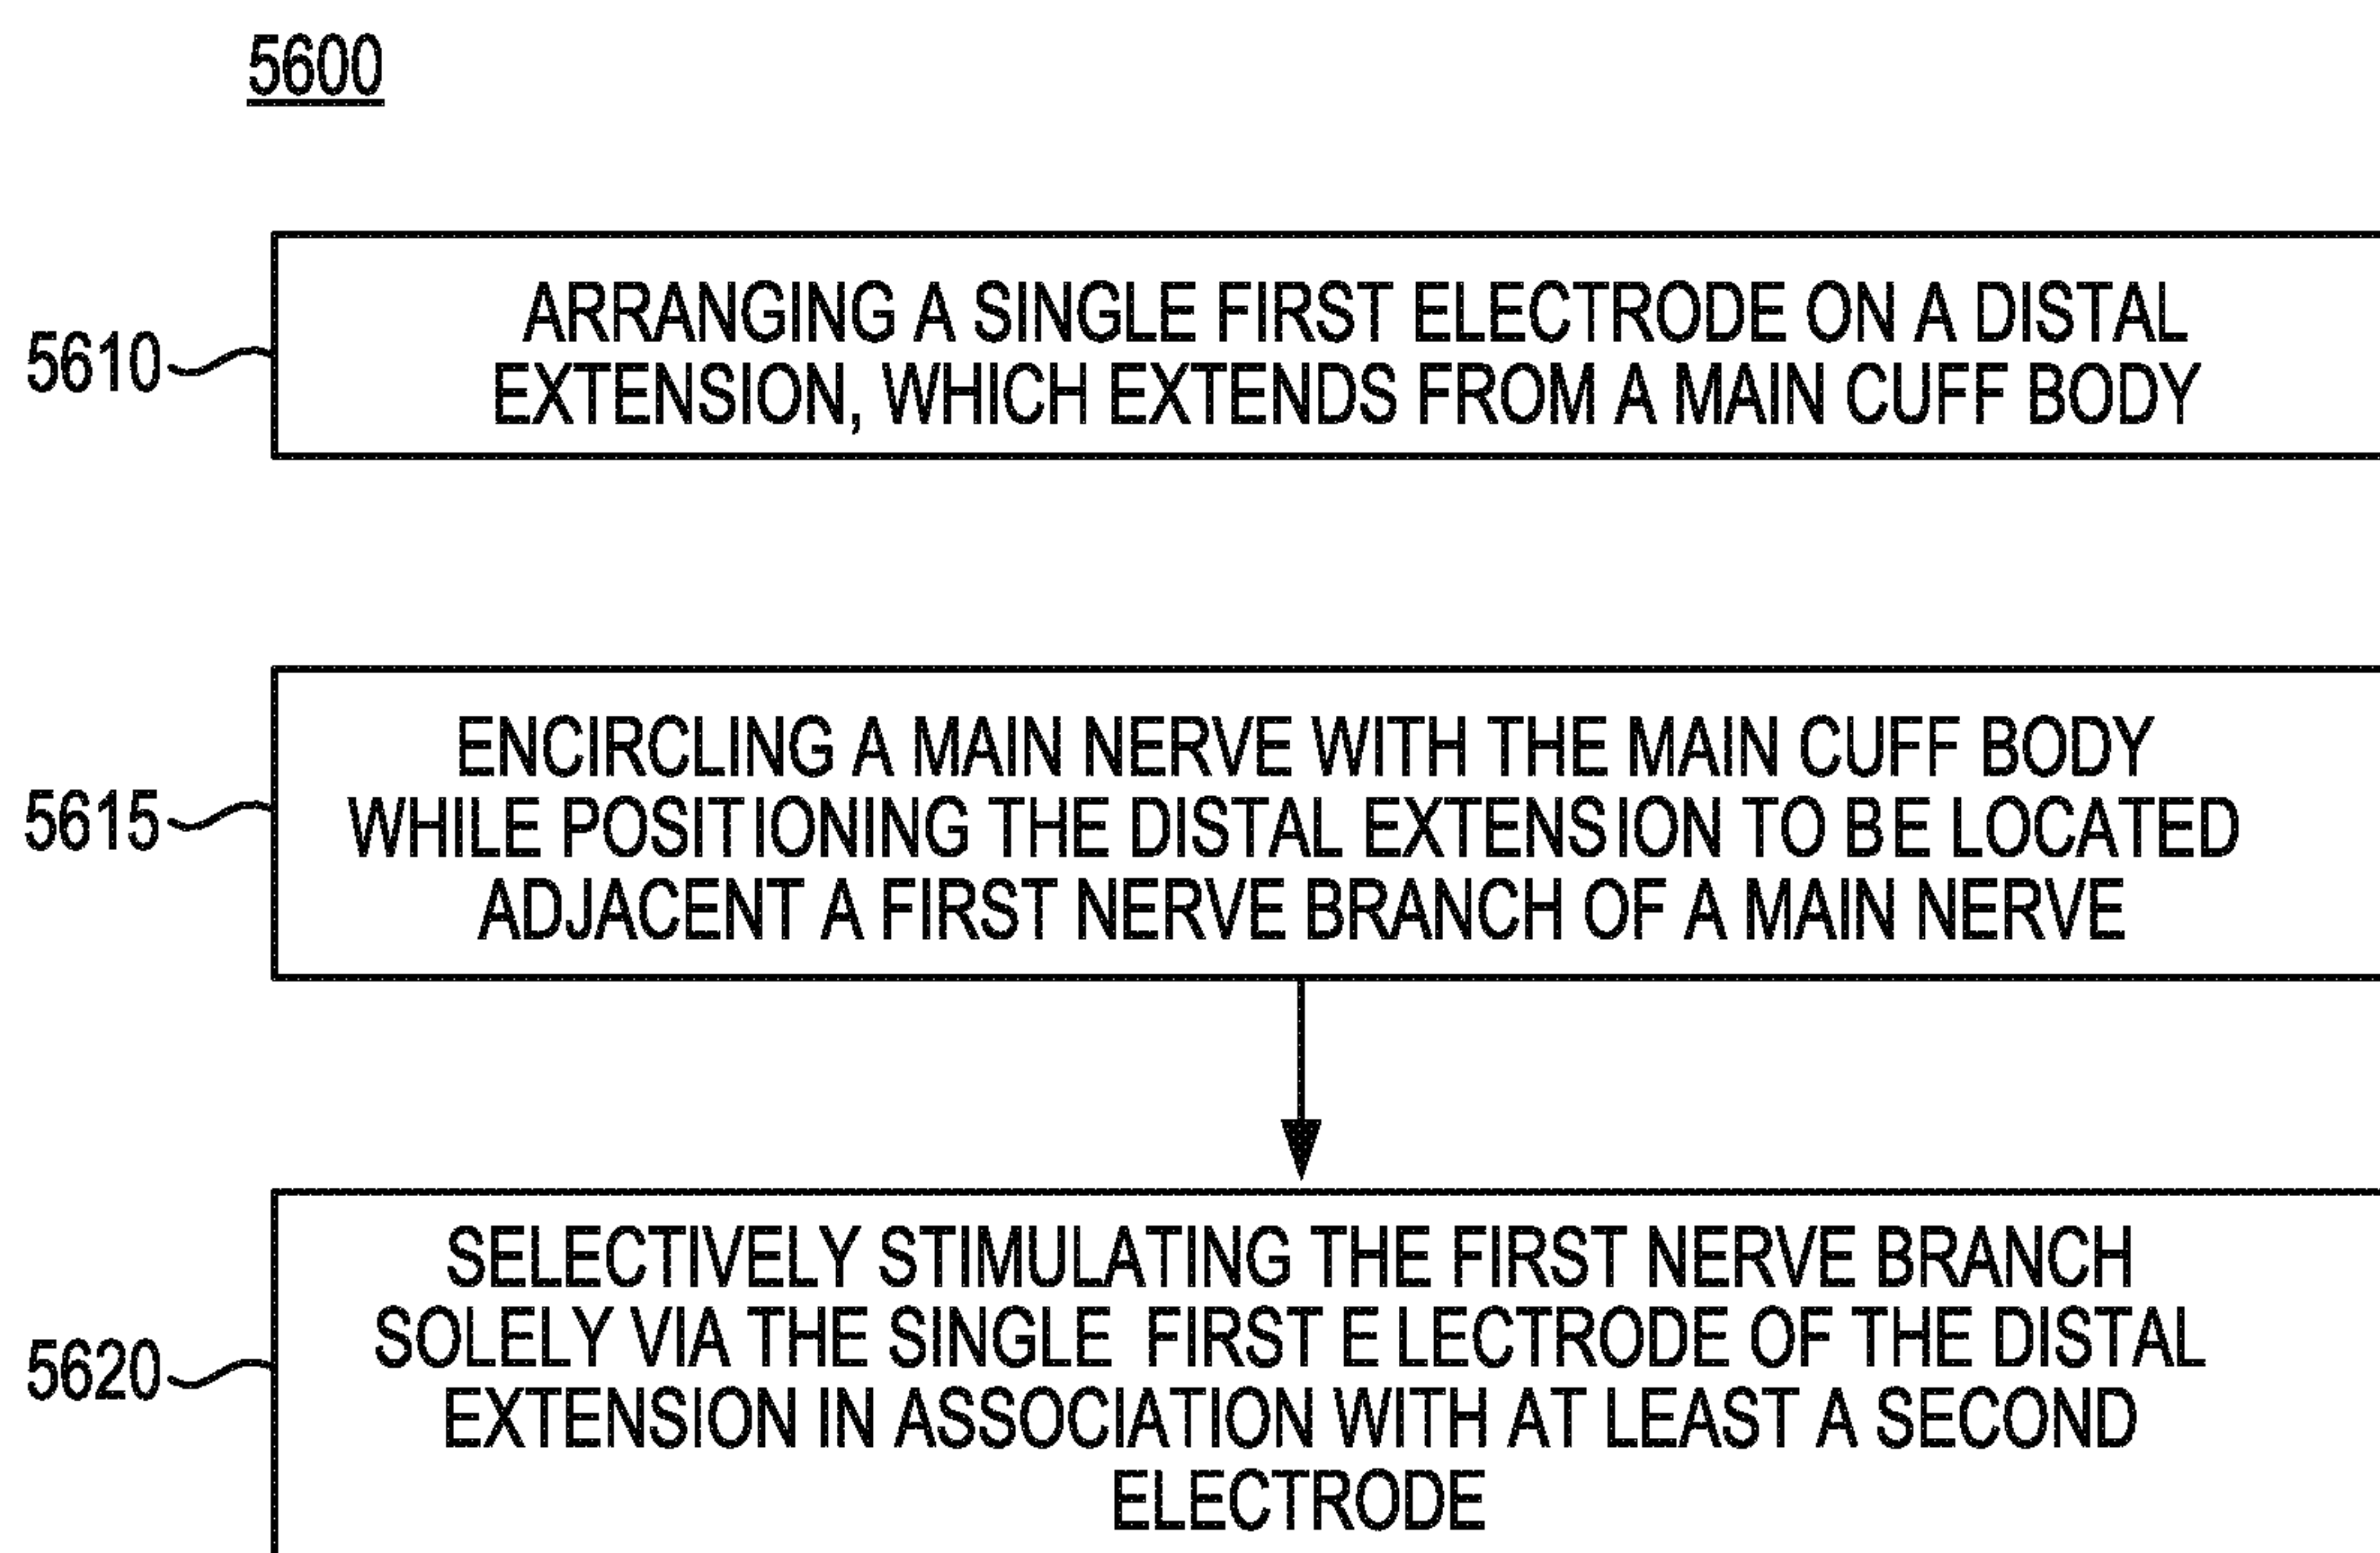 5600
5610
ARRANGING A SINGLE FIRST ELECTRODE ON A DISTAL
EXTENSION, WHICH EXTENDS FROM A MAIN CUFF BODY
5615
ENCIRCLING A MAIN NERVE WITH THE MAIN CUFF BODY
WHILE POSITIONING THE DISTAL EXTENSION TO BE LOCATED
ADJACENT A FIRST NERVE BRANCH OF A MAIN NERVE
5620
SELECTIVELY STIMULATING THE FIRST NERVE BRANCH
SOLELY VIA THE SINGLE FIRST E LECTRODE OF THE DISTAL
EXTENSION IN ASSOCIATION WITH AT LEAST A SECOND
ELECTRODE